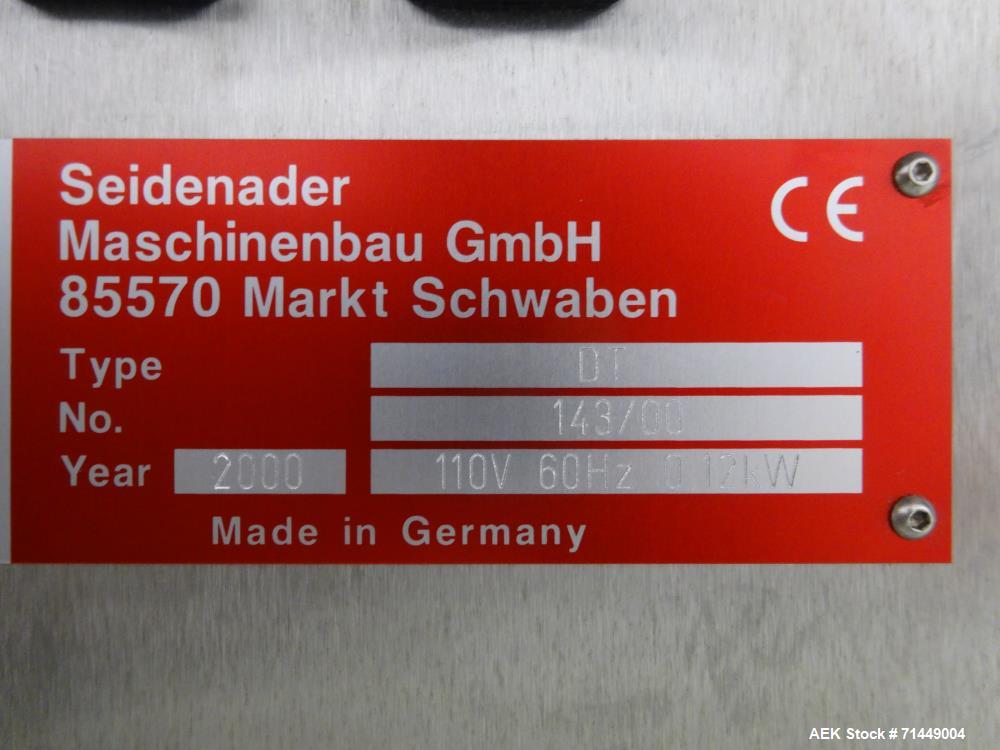 Seidenader
Maschinenbau GmbH
85570 Markt Schwaben
CE
Type DT
No. 143/00
Year 2000 110V 60Hz 0,12kW
Made in Germany
AEK Stock # 71449004